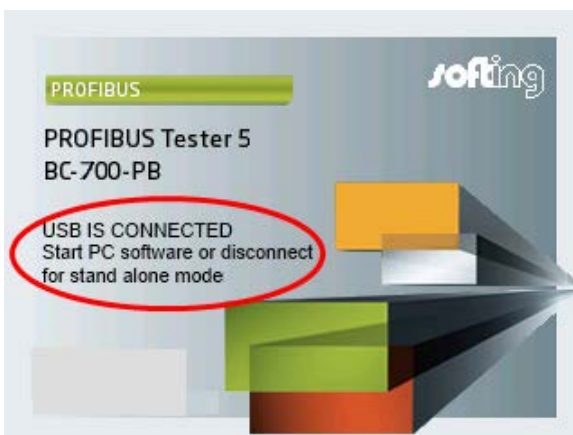 softing
PROFIBUS
PROFIBUS Tester 5
BC-700-PB
USB IS CONNECTED
Start PC software or disconnect
for stand alone mode